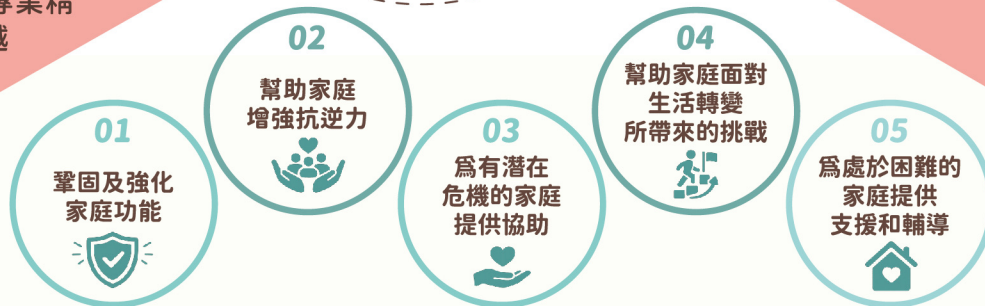 越
01
鞏固及強化
家庭功能
02
幫助家庭
增強抗逆力
03
為有潛在
危機的家庭
提供協助
04
幫助家庭面對
生活轉變
所帶來的挑戰
05
為處於困難的
家庭提供
支援和輔導